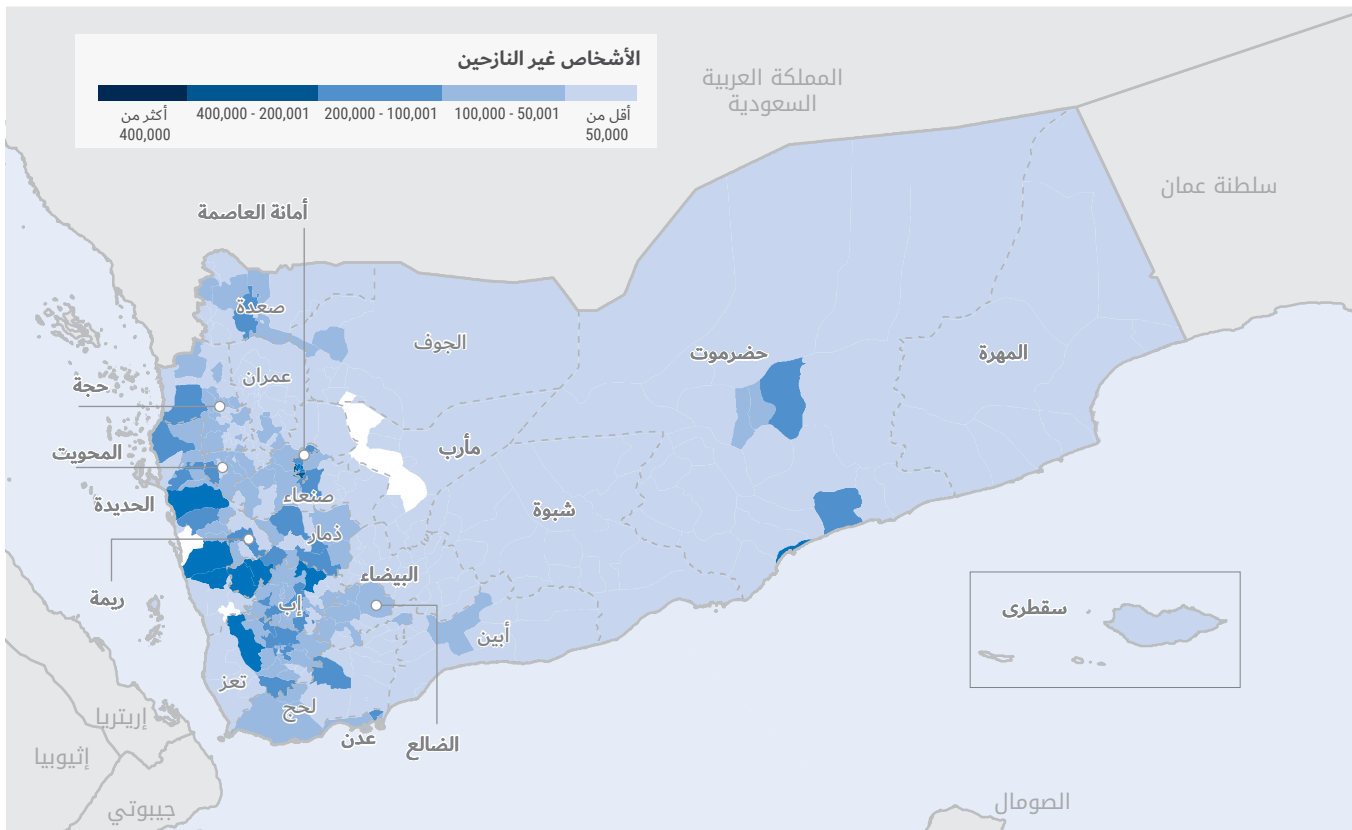 الأشخاص غير النازحين
أقل من
50,000
100,000 - 50,001
200,000 - 100,001
400,000 - 200,001
أكثر من
400,000
المملكة العربية
السعودية
سلطنة عمان
أمانة العاصمة
صعدة
الجوف
حضرموت
المهرة
عمران
حجة
مأرب
المحويت
صنعاء
الحديدة
شبوة
ذمار
البيضاء
ريمة
إب
سقطرى
أبين
تعز
لحج
عدن
الضالع
إريتريا
إثيوبيا
جيبوتي
الصومال